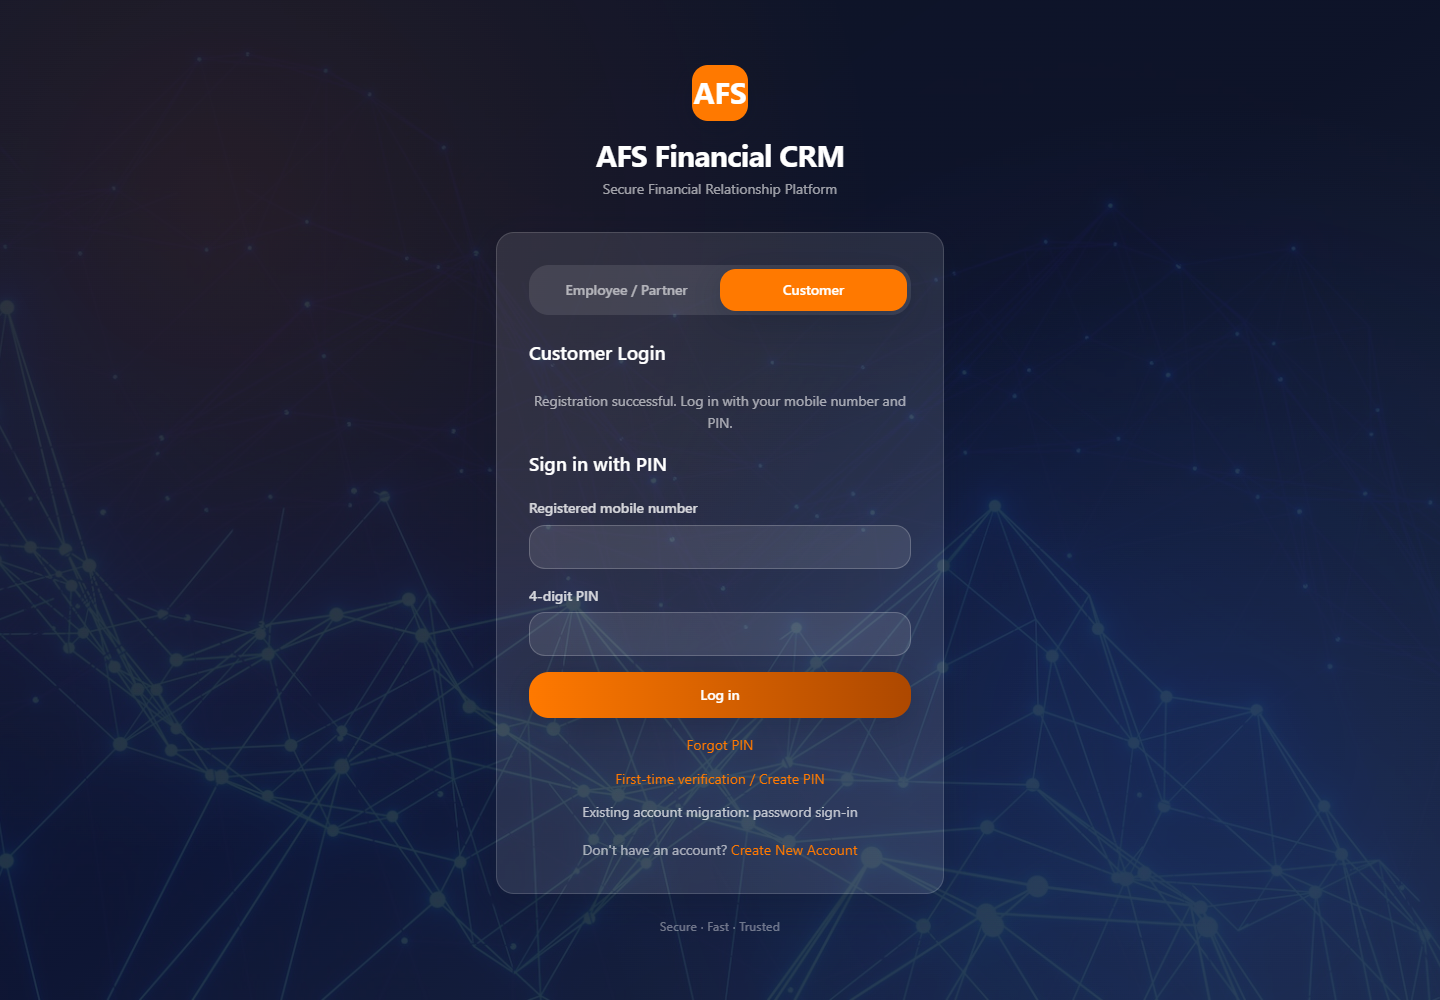 AFS
AFS Financial CRM
Secure Financial Relationship Platform
Employee / Partner
Customer
Customer Login
Registration successful. Log in with your mobile number and
PIN.
Sign in with PIN
Registered mobile number
4-digit PIN
Log in
Forgot PIN
First-time verification / Create PIN
Existing account migration: password sign-in
Don't have an account? Create New Account
Secure · Fast · Trusted